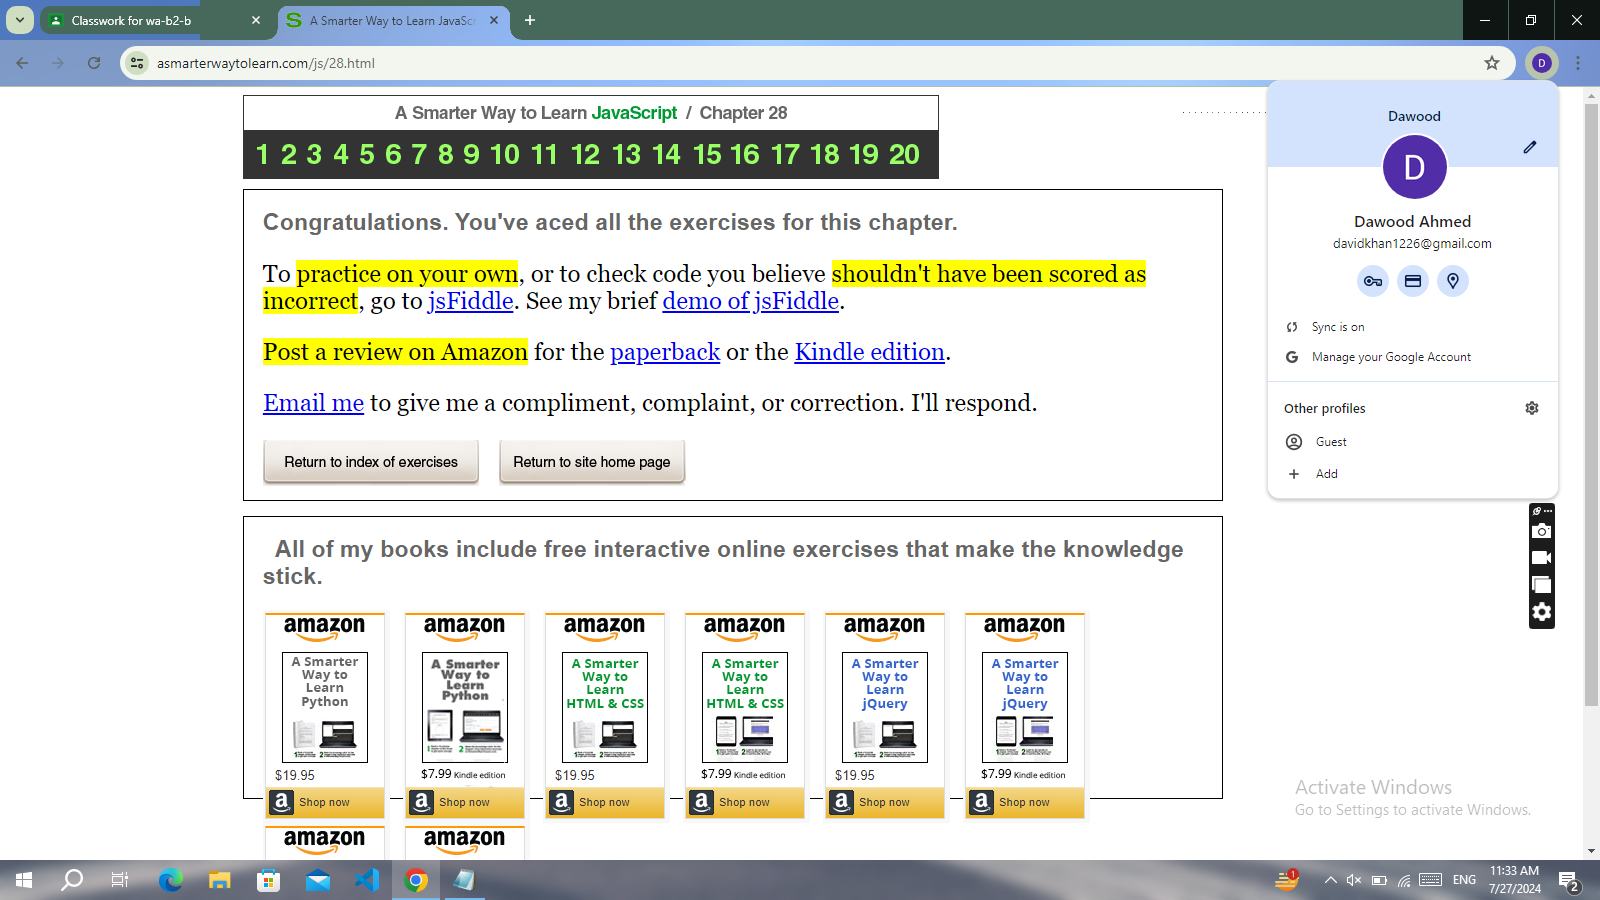 Classwork for wa-b2-b
A Smarter Way to Learn JavaScr
asmarterwaytolearn.com/js/28.html
D
A Smarter Way to Learn JavaScript / Chapter 28
1 2 3 4 5 6 7 8 9 10 11 12 13 14 15 16 17 18 19 20
Congratulations. You've aced all the exercises for this chapter.
To practice on your own, or to check code you believe shouldn't have been scored as
incorrect, go to jsFiddle. See my brief demo of jsFiddle.
Post a review on Amazon for the paperback or the Kindle edition.
Email me to give me a compliment, complaint, or correction. I'll respond.
Return to index of exercises
Return to site home page
Dawood
D
Dawood Ahmed
davidkhan1226@gmail.com
Sync is on
Manage your Google Account
Other profiles
Guest
Add
All of my books include free interactive online exercises that make the knowledge
stick.
amazon
A Smarter
Way to
Learn
Python
$19.95
Shop now
amazon
A Smarter
Way to
Learn
Python
$7.99 Kindle edition
Shop now
amazon
A Smarter
Way to
Learn
HTML & CSS
$19.95
Shop now
amazon
A Smarter
Way to
Learn
HTML & CSS
$7.99 Kindle edition
Shop now
amazon
A Smarter
Way to
Learn
jQuery
$19.95
Shop now
amazon
A Smarter
Way to
Learn
jQuery
$7.99 Kindle edition
Shop now
amazon
amazon
Activate Windows
Go to Settings to activate Windows.
1
ENG
11:33 AM
7/27/2024
2